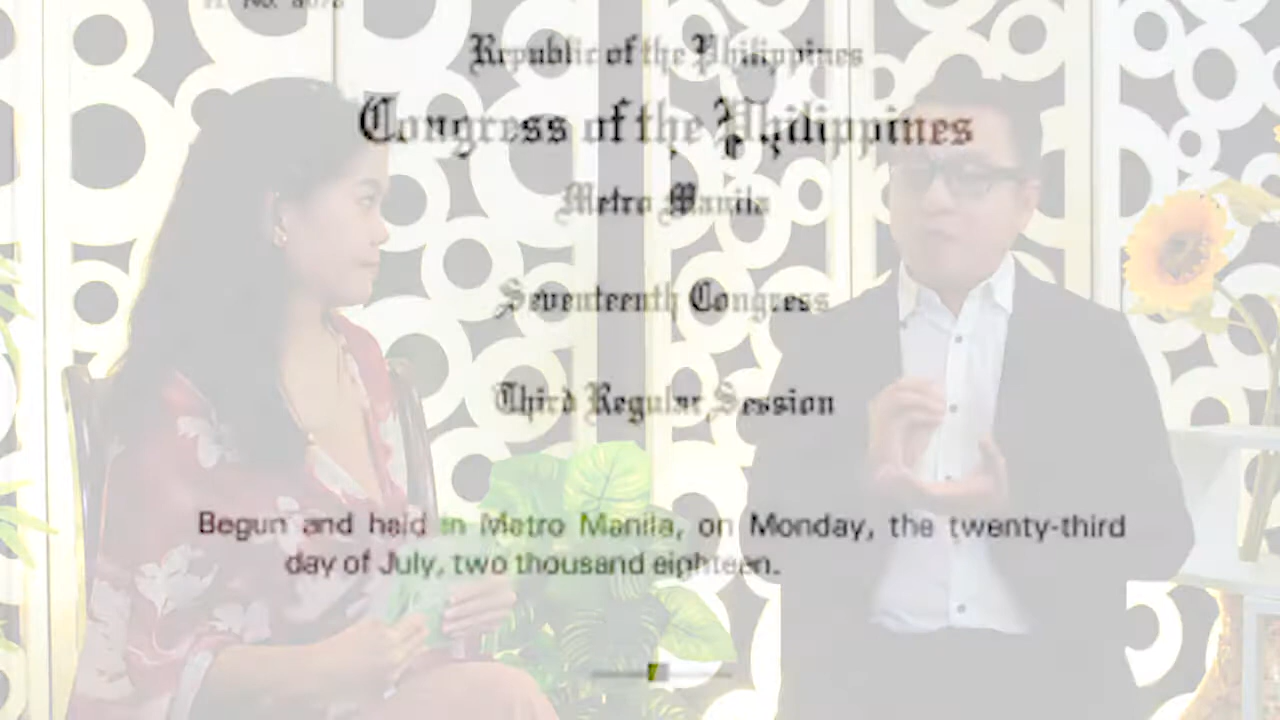 Republic of the Philippines
Congress of the Philippines
Metro Manila
Seventeenth Congress
Third Regular Session
Begun and held in Metro Manila, on Monday, the twenty-third
day of July, two thousand eighteen.